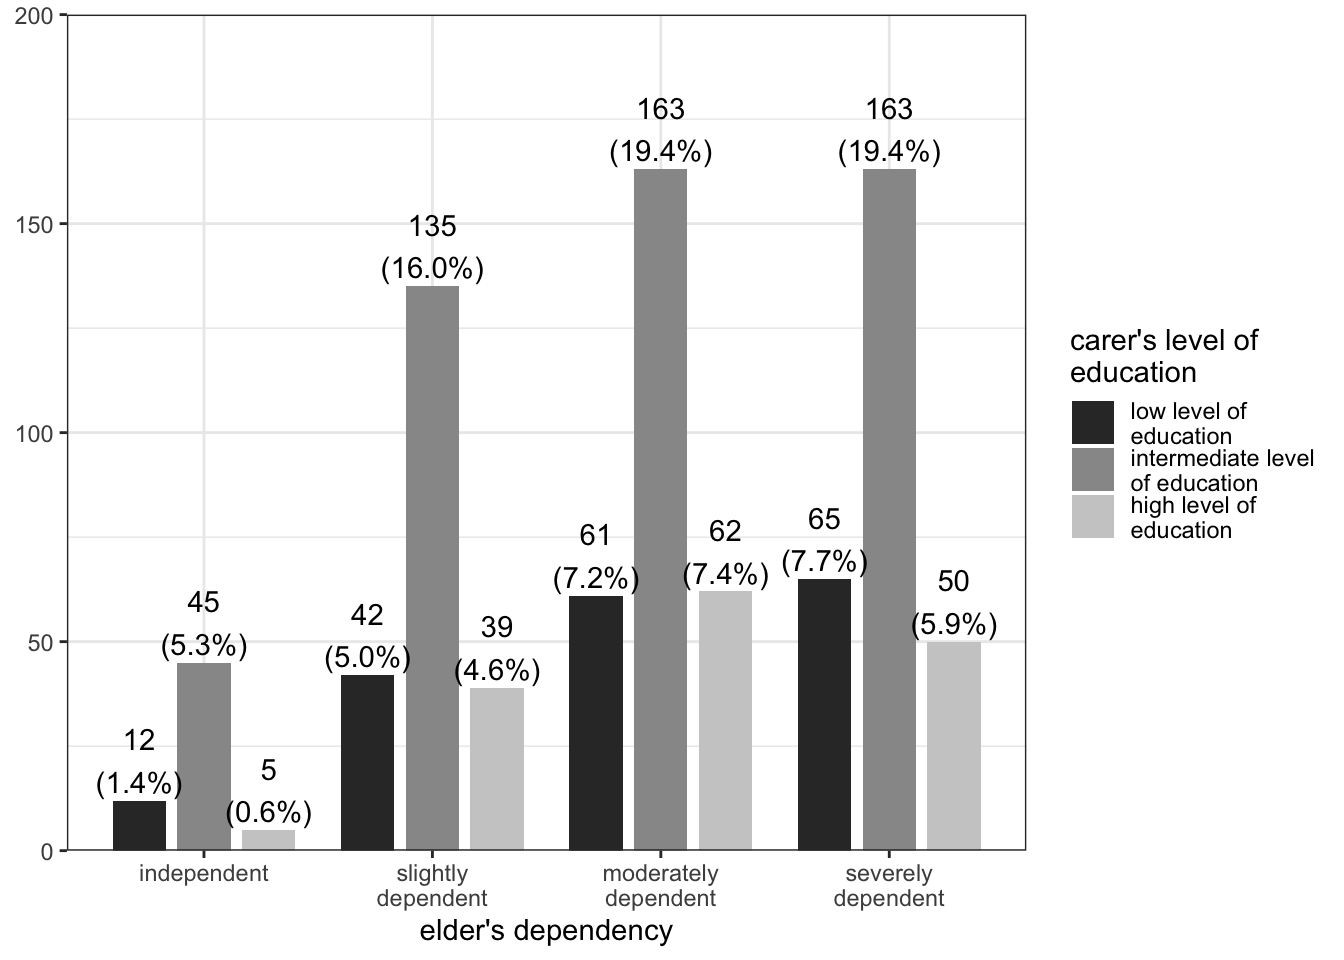 200
150
100
50
0
12
(1.4%)
45
(5.3%)
5
(0.6%)
42
(5.0%)
135
(16.0%)
39
(4.6%)
61
(7.2%)
163
(19.4%)
62
(7.4%)
65
(7.7%)
163
(19.4%)
50
(5.9%)
independent
slightly
dependent
moderately
dependent
severely
dependent
elder's dependency
carer's level of
education
low level of
education
intermediate level
of education
high level of
education